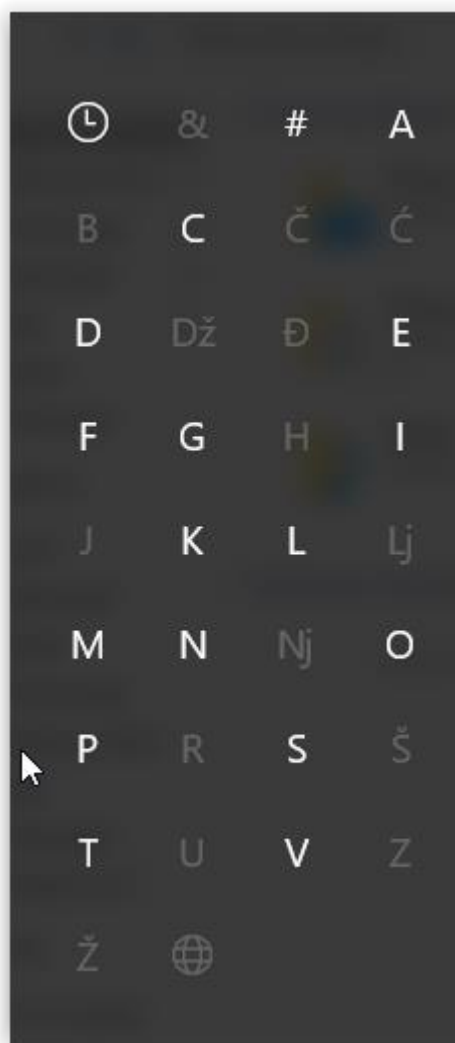 & # A
B C Č Ć
D Dž Đ E
F G H I
J K L Lj
M N Nj O
P R S Š
T U V Z
Ž